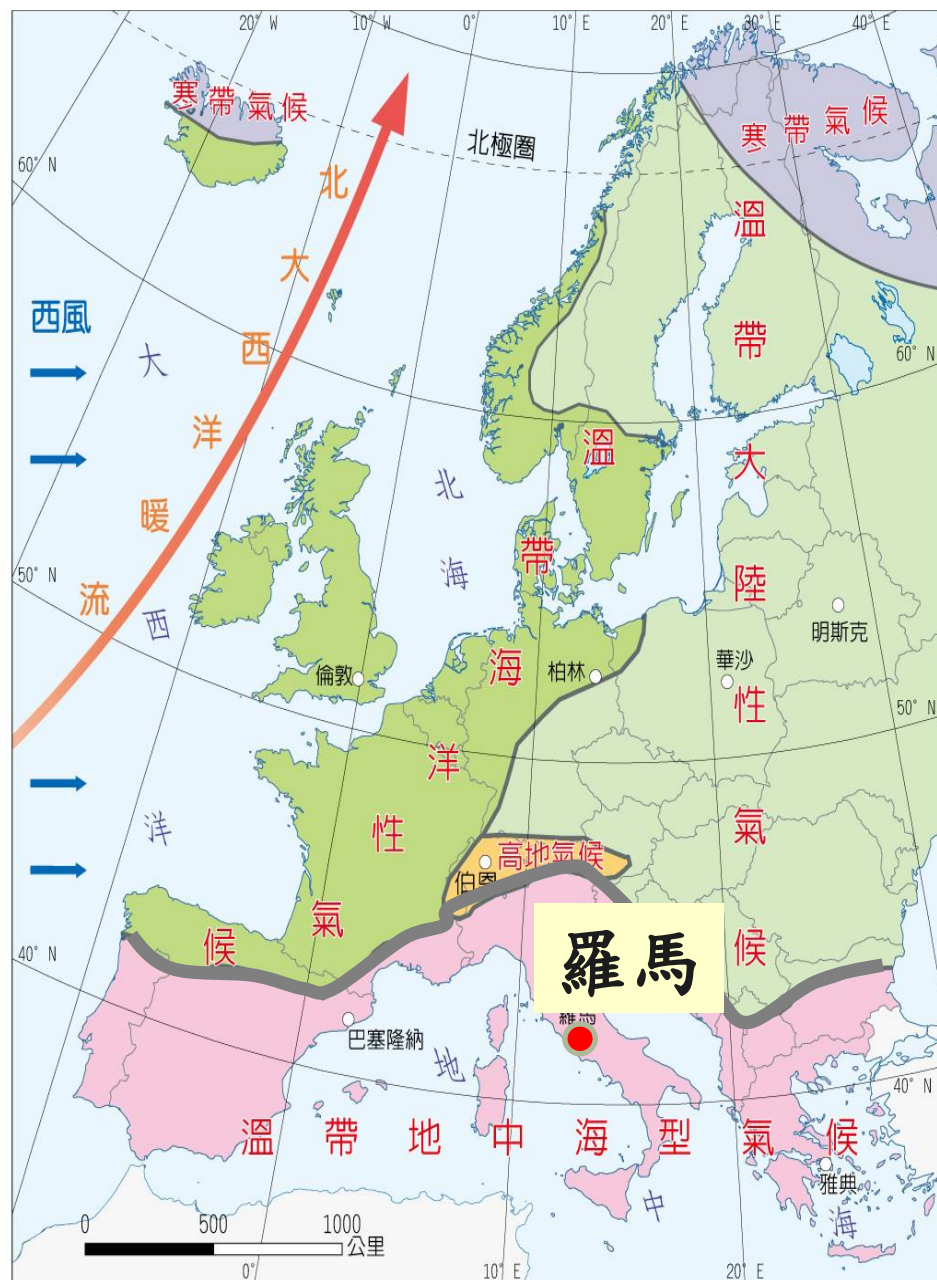 20° W
10° W
0°
10° E
20° E
30° E
40° E
寒帶氣候
北極圈
寒帶氣候
60° N
北大西洋暖流
西風
大西洋
60° N
北海
溫帶大陸性氣候
溫帶海洋性氣候
50° N
倫敦
柏林
華沙
明斯克
50° N
高地氣候
伯恩
羅馬
40° N
羅馬
巴塞隆納
地中海
40° N
溫帶地中海型氣候
雅典
0
500
1000
公里
0°
10° E
20° E